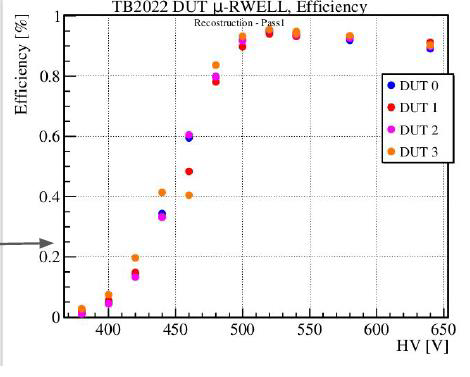 TB2022 DUT μ-RWELL, Efficiency
Recostruction - Pass1
Efficiency [%]
1
0.8
0.6
0.4
0.2
0
DUT 0
DUT 1
DUT 2
DUT 3
400 450 500 550 600 650
HV [V]